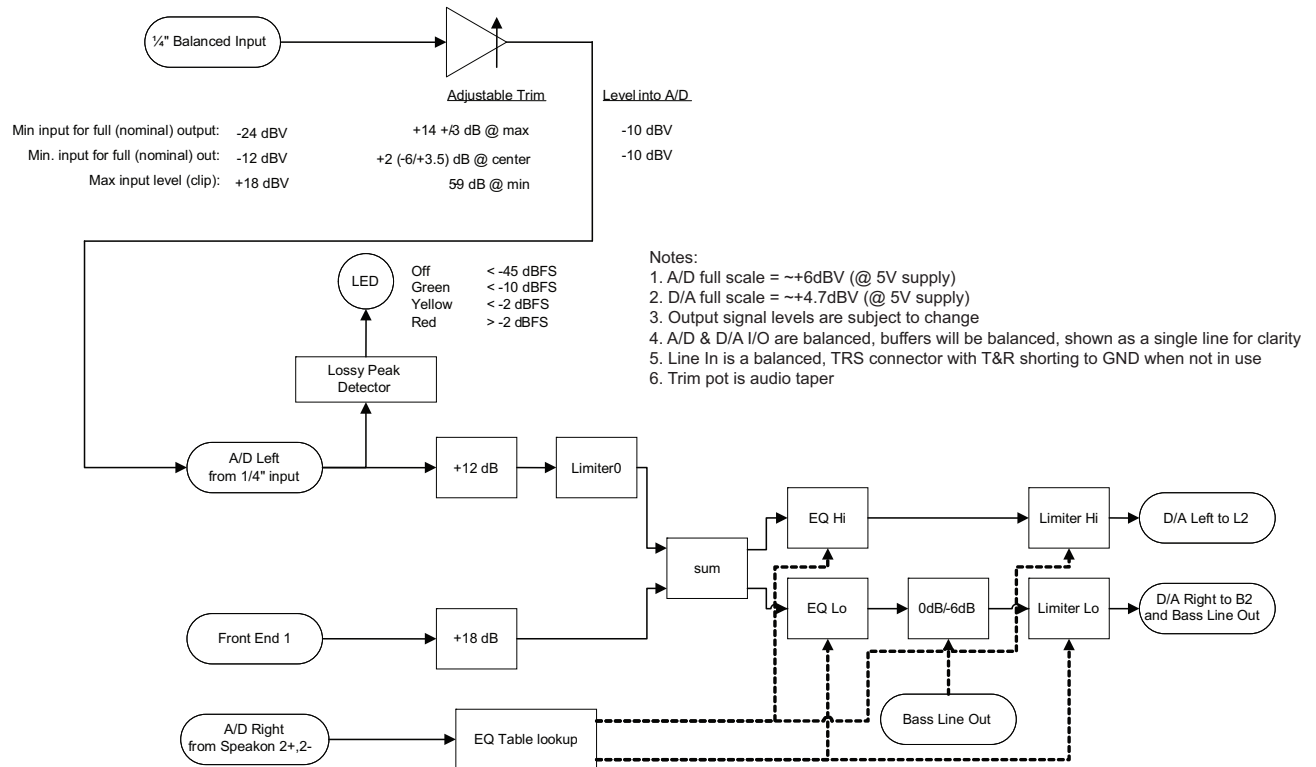 ¼" Balanced Input
Adjustable Trim
Level into A/D
Min input for full (nominal) output: -24 dBV +14 +/3 dB @ max -10 dBV
Min. input for full (nominal) out: -12 dBV +2 (-6/+3.5) dB @ center -10 dBV
Max input level (clip): +18 dBV 59 dB @ min
LED
Off < -45 dBFS
Green < -10 dBFS
Yellow < -2 dBFS
Red > -2 dBFS
Notes:
1. A/D full scale = ~+6dBV (@ 5V supply)
2. D/A full scale = ~+4.7dBV (@ 5V supply)
3. Output signal levels are subject to change
4. A/D & D/A I/O are balanced, buffers will be balanced, shown as a single line for clarity
5. Line In is a balanced, TRS connector with T&R shorting to GND when not in use
6. Trim pot is audio taper
Lossy Peak
Detector
A/D Left
from 1/4" input
+12 dB
Limiter0
sum
EQ Hi
Limiter Hi
D/A Left to L2
EQ Lo
0dB/-6dB
Limiter Lo
D/A Right to B2
and Bass Line Out
Front End 1
+18 dB
Bass Line Out
A/D Right
from Speakon 2+,2-
EQ Table lookup